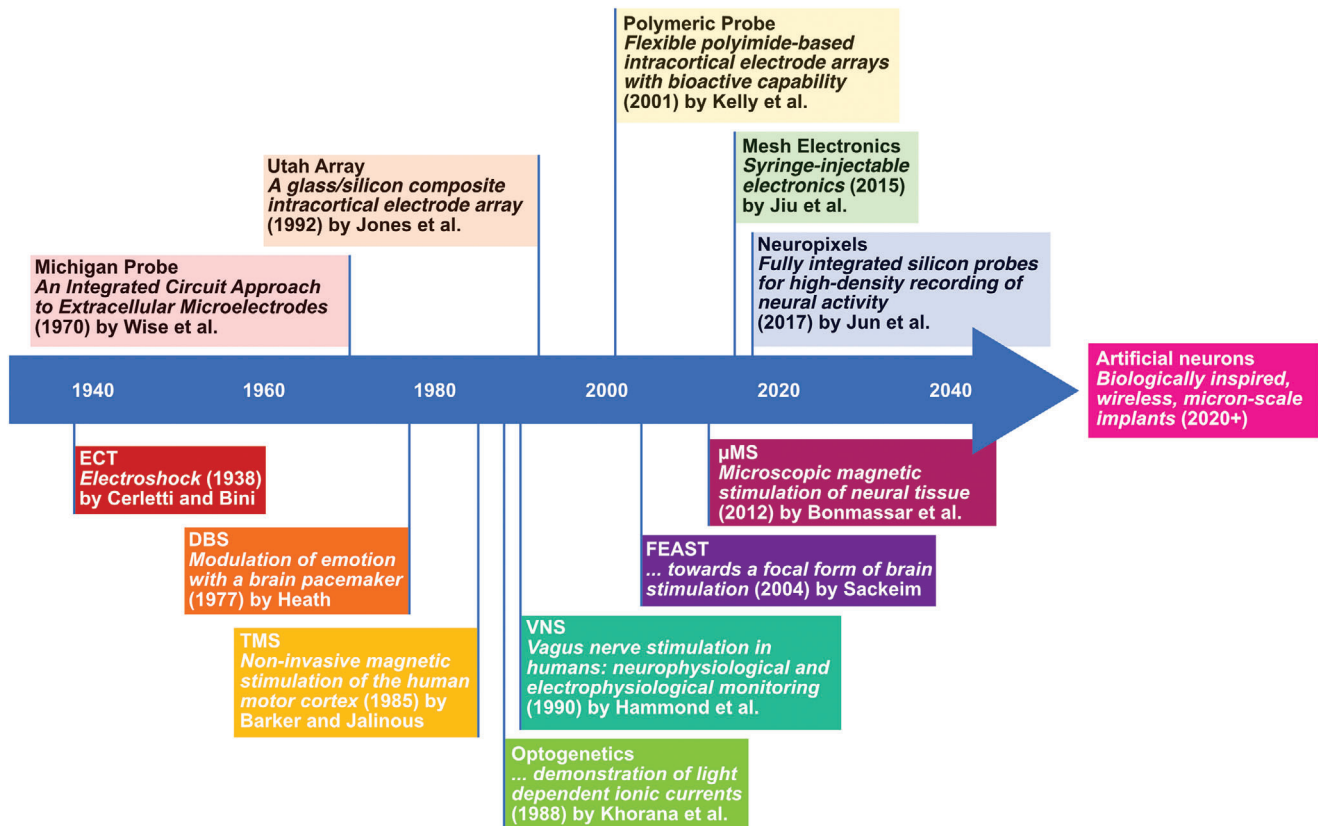 Polymeric Probe
Flexible polyimide-based
intracortical electrode arrays
with bioactive capability
(2001) by Kelly et al.
Mesh Electronics
Syringe-injectable
electronics (2015)
by Jiu et al.
Utah Array
A glass/silicon composite
intracortical electrode array
(1992) by Jones et al.
Neuropixels
Fully integrated silicon probes
for high-density recording of
neural activity
(2017) by Jun et al.
Michigan Probe
An Integrated Circuit Approach
to Extracellular Microelectrodes
(1970) by Wise et al.
1940 1960 1980 2000 2020 2040
Artificial neurons
Biologically inspired,
wireless, micron-scale
implants (2020+)
ECT
Electroshock (1938)
by Cerletti and Bini
µMS
Microscopic magnetic
stimulation of neural tissue
(2012) by Bonmassar et al.
DBS
Modulation of emotion
with a brain pacemaker
(1977) by Heath
FEAST
... towards a focal form of brain
stimulation (2004) by Sackeim
TMS
Non-invasive magnetic
stimulation of the human
motor cortex (1985) by
Barker and Jalinous
VNS
Vagus nerve stimulation in
humans: neurophysiological and
electrophysiological monitoring
(1990) by Hammond et al.
Optogenetics
... demonstration of light
dependent ionic currents
(1988) by Khorana et al.